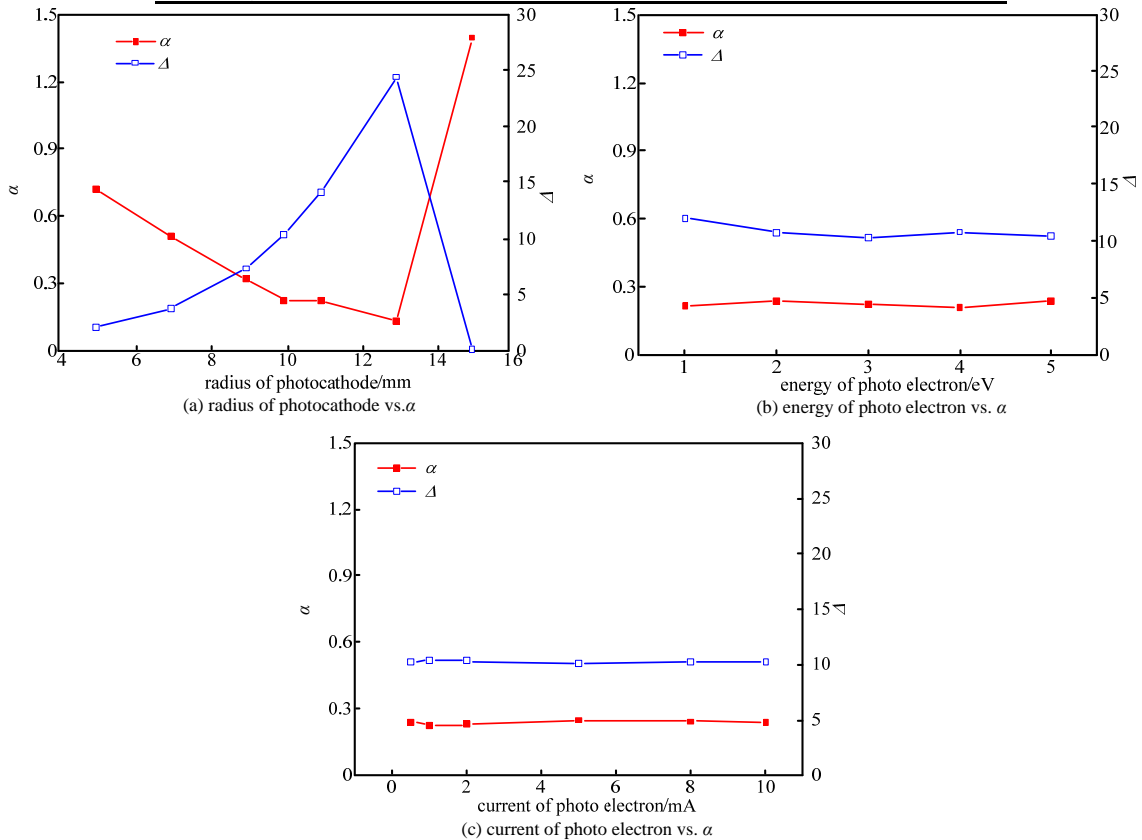 1.5
1.2
0.9
0.6
0.3
0
α
30
25
20
15
10
5
0
Δ
α
Δ
4 6 8 10 12 14 16
radius of photocathode/mm
(a) radius of photocathode vs.α
1.5
1.2
0.9
0.6
0.3
0
α
30
25
20
15
10
5
0
Δ
α
Δ
1 2 3 4 5
energy of photo electron/eV
(b) energy of photo electron vs. α
1.5
1.2
0.9
0.6
0.3
0
α
30
25
20
15
10
5
0
Δ
α
Δ
0 2 4 6 8 10
current of photo electron/mA
(c) current of photo electron vs. α